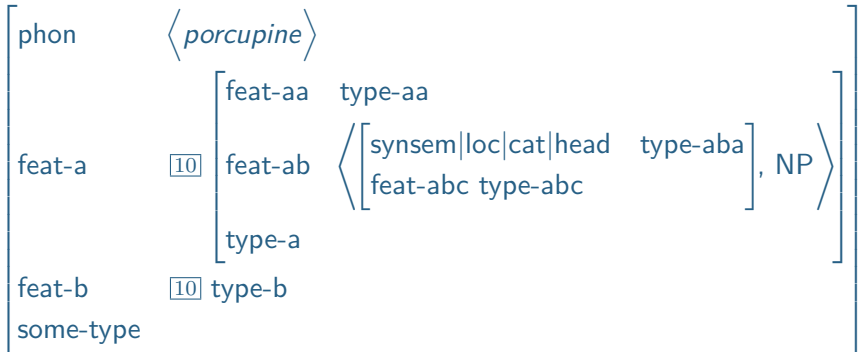 phon ⟨porcupine⟩
feat-aa type-aa
feat-a 10 feat-ab ⟨[synsem|loc|cat|head type-aba
feat-abc type-abc], NP⟩
type-a
feat-b 10 type-b
some-type